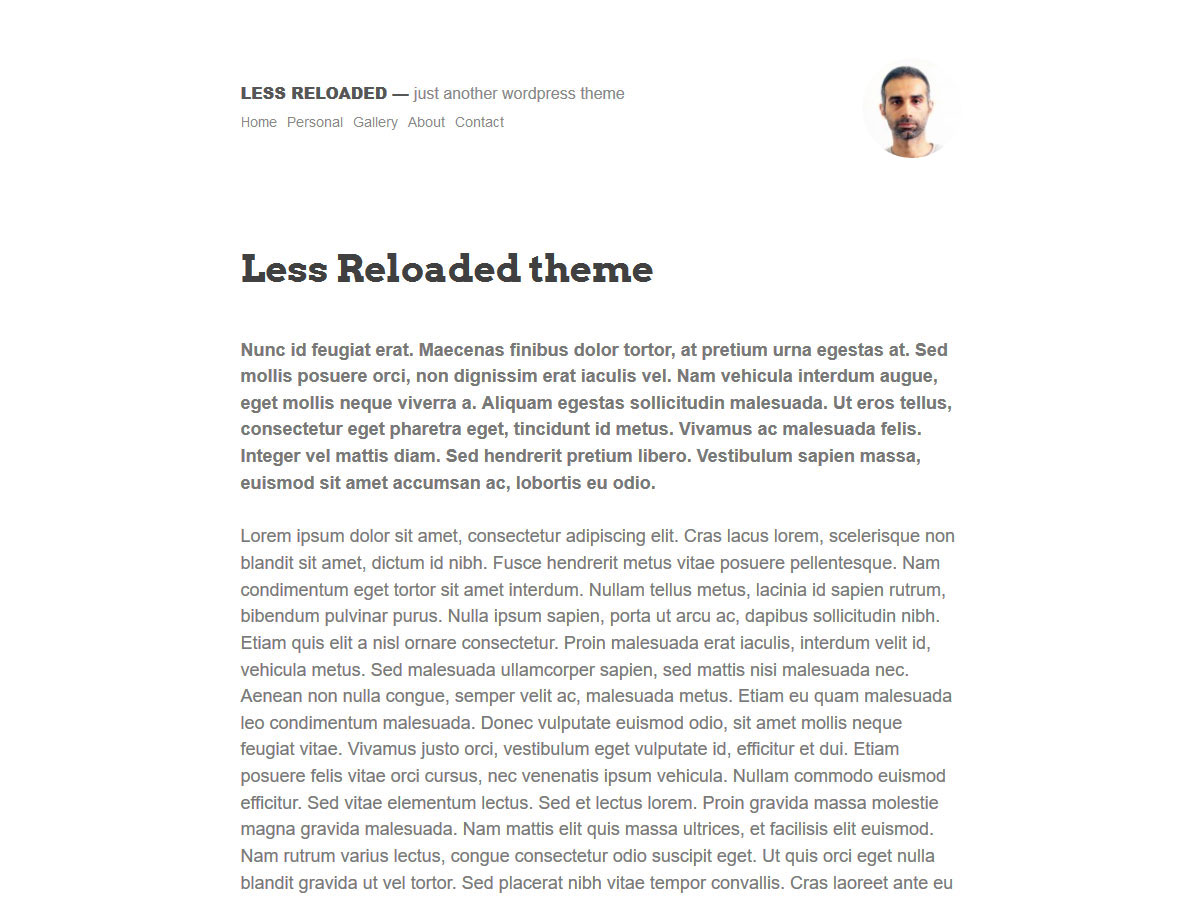 LESS RELOADED — just another wordpress theme
Home Personal Gallery About Contact
Less Reloaded theme
Nunc id feugiat erat. Maecenas finibus dolor tortor, at pretium urna egestas at. Sed
mollis posuere orci, non dignissim erat iaculis vel. Nam vehicula interdum augue,
eget mollis neque viverra a. Aliquam egestas sollicitudin malesuada. Ut eros tellus,
consectetur eget pharetra eget, tincidunt id metus. Vivamus ac malesuada felis.
Integer vel mattis diam. Sed hendrerit pretium libero. Vestibulum sapien massa,
euismod sit amet accumsan ac, lobortis eu odio.
Lorem ipsum dolor sit amet, consectetur adipiscing elit. Cras lacus lorem, scelerisque non
blandit sit amet, dictum id nibh. Fusce hendrerit metus vitae posuere pellentesque. Nam
condimentum eget tortor sit amet interdum. Nullam tellus metus, lacinia id sapien rutrum,
bibendum pulvinar purus. Nulla ipsum sapien, porta ut arcu ac, dapibus sollicitudin nibh.
Etiam quis elit a nisl ornare consectetur. Proin malesuada erat iaculis, interdum velit id,
vehicula metus. Sed malesuada ullamcorper sapien, sed mattis nisi malesuada nec.
Aenean non nulla congue, semper velit ac, malesuada metus. Etiam eu quam malesuada
leo condimentum malesuada. Donec vulputate euismod odio, sit amet mollis neque
feugiat vitae. Vivamus justo orci, vestibulum eget vulputate id, efficitur et dui. Etiam
posuere felis vitae orci cursus, nec venenatis ipsum vehicula. Nullam commodo euismod
efficitur. Sed vitae elementum lectus. Sed et lectus lorem. Proin gravida massa molestie
magna gravida malesuada. Nam mattis elit quis massa ultrices, et facilisis elit euismod.
Nam rutrum varius lectus, congue consectetur odio suscipit eget. Ut quis orci eget nulla
blandit gravida ut vel tortor. Sed placerat nibh vitae tempor convallis. Cras laoreet ante eu